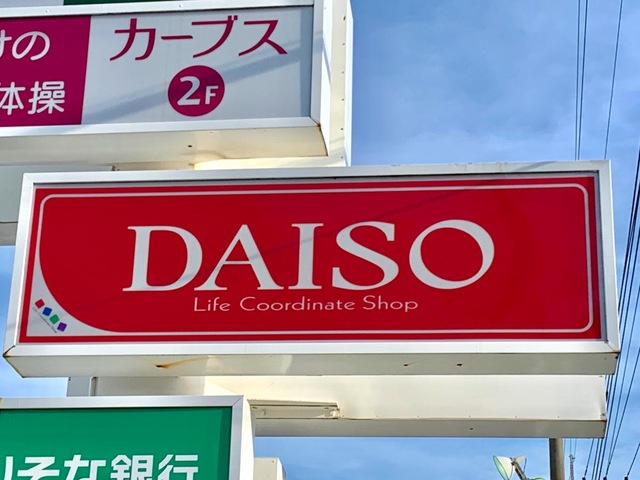 けの
体操
カーブス
2F
DAISO
Life Coordinate Shop
りそな銀行